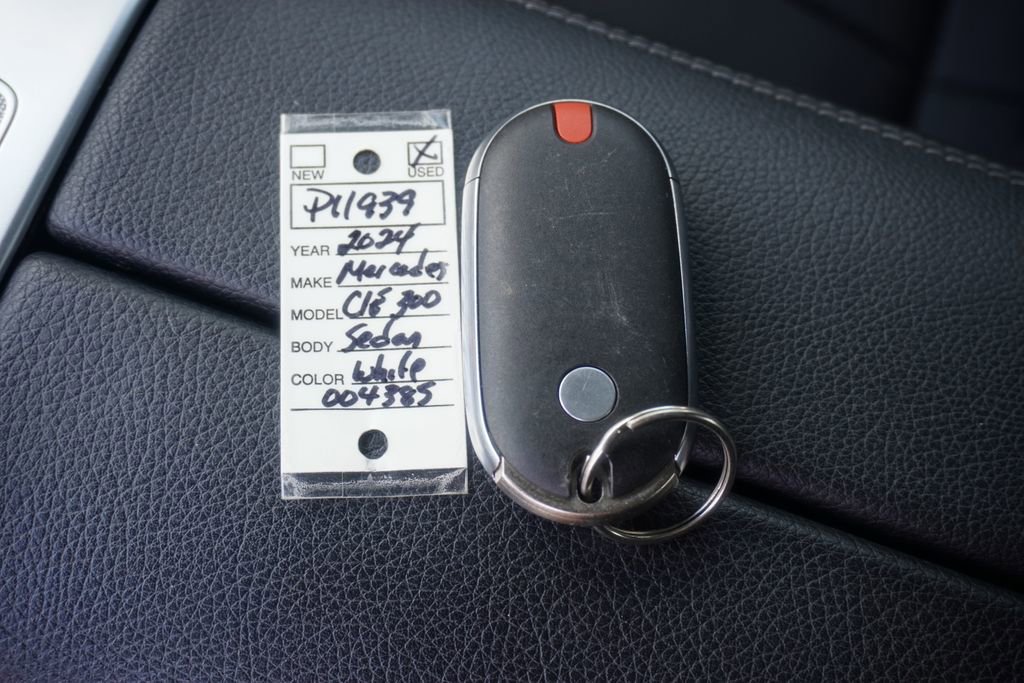 NEW USED
P11939
YEAR 2024
MAKE Mercedes
MODEL CLE 300
BODY Sedan
COLOR White
004385